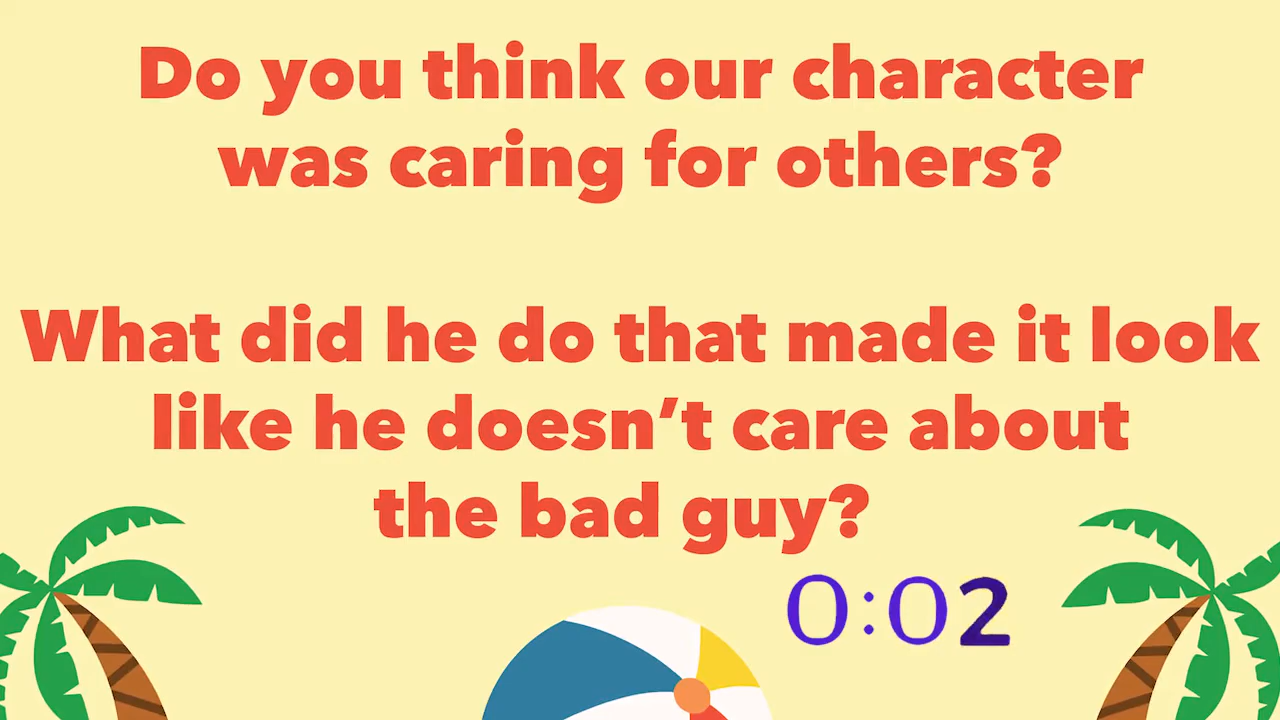 Do you think our character
was caring for others?
What did he do that made it look
like he doesn’t care about
the bad guy?
0:02